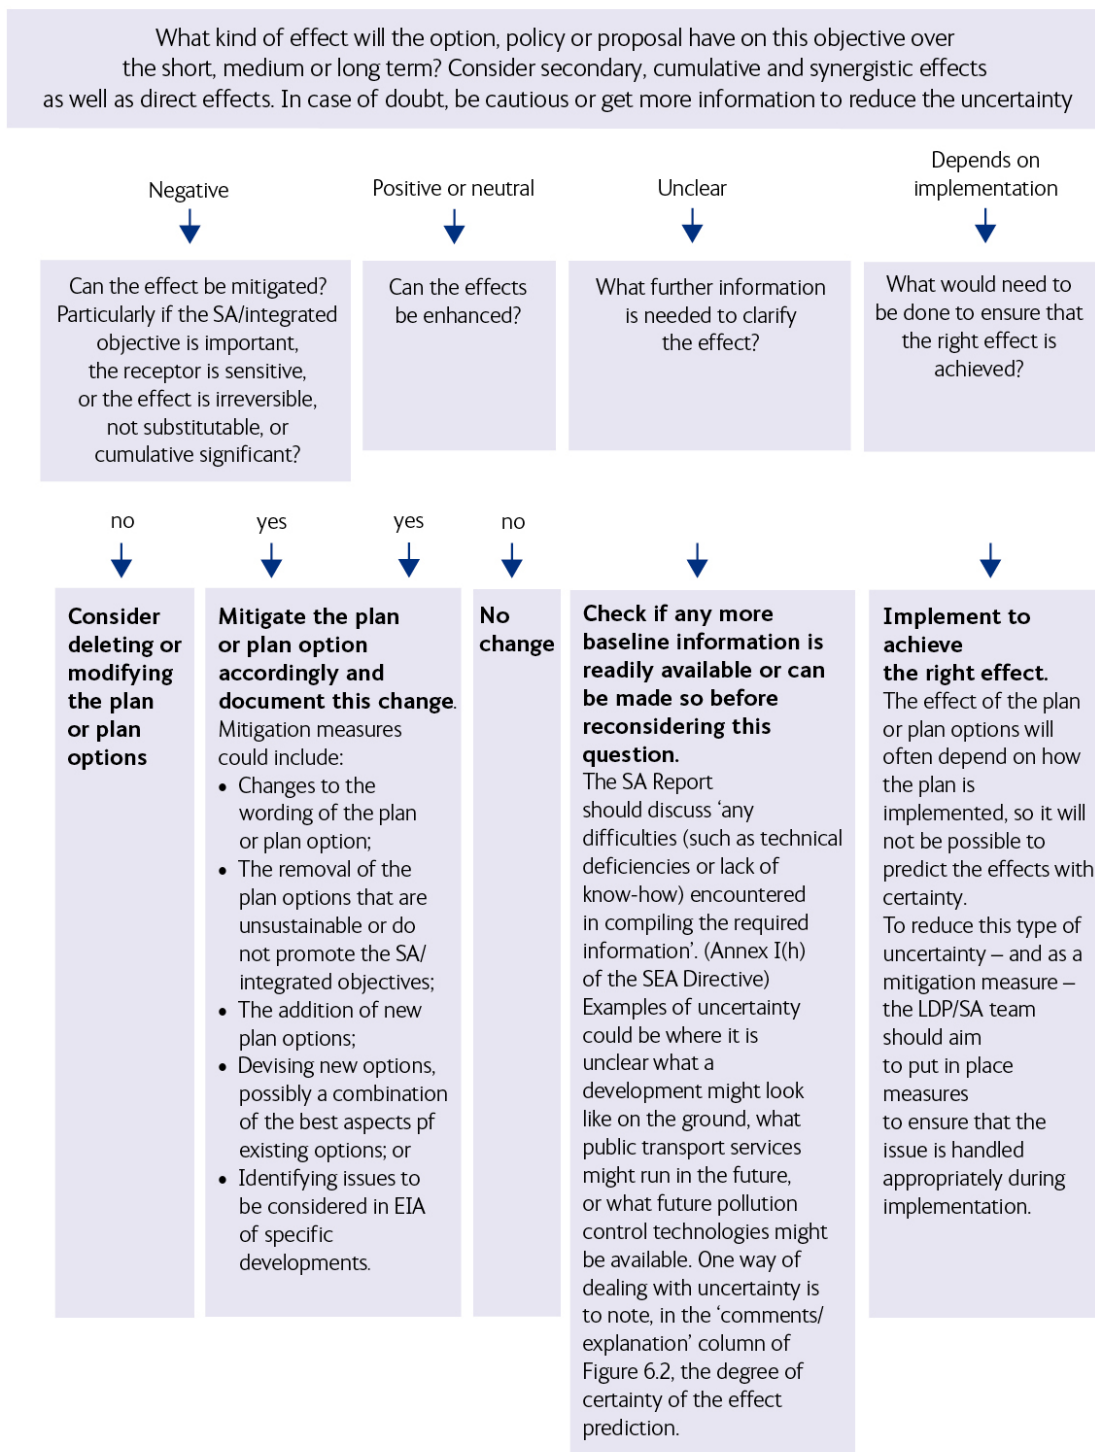 What kind of effect will the option, policy or proposal have on this objective over
the short, medium or long term? Consider secondary, cumulative and synergistic effects
as well as direct effects. In case of doubt, be cautious or get more information to reduce the uncertainty
Negative
Positive or neutral
Unclear
Depends on
implementation
Can the effect be mitigated?
Particularly if the SA/integrated
objective is important,
the receptor is sensitive,
or the effect is irreversible,
not substitutable, or
cumulative significant?
Can the effects
be enhanced?
What further information
is needed to clarify
the effect?
What would need to
be done to ensure that
the right effect is
achieved?
no
yes
yes
no
Consider
deleting or
modifying
the plan
or plan
options
Mitigate the plan
or plan option
accordingly and
document this change.
Mitigation measures
could include:
• Changes to the
wording of the plan
or plan option;
• The removal of the
plan options that are
unsustainable or do
not promote the SA/
integrated objectives;
• The addition of new
plan options;
• Devising new options,
possibly a combination
of the best aspects pf
existing options; or
• Identifying issues to
be considered in EIA
of specific
developments.
No
change
Check if any more
baseline information is
readily available or can
be made so before
reconsidering this
question.
The SA Report
should discuss ‘any
difficulties (such as technical
deficiencies or lack of
know-how) encountered
in compiling the required
information’. (Annex I(h)
of the SEA Directive)
Examples of uncertainty
could be where it is
unclear what a
development might look
like on the ground, what
public transport services
might run in the future,
or what future pollution
control technologies might
be available. One way of
dealing with uncertainty is
to note, in the ‘comments/
explanation’ column of
Figure 6.2, the degree of
certainty of the effect
prediction.
Implement to
achieve
the right effect.
The effect of the plan
or plan options will
often depend on how
the plan is
implemented, so it will
not be possible to
predict the effects with
certainty.
To reduce this type of
uncertainty – and as a
mitigation measure –
the LDP/SA team
should aim
to put in place
measures
to ensure that the
issue is handled
appropriately during
implementation.